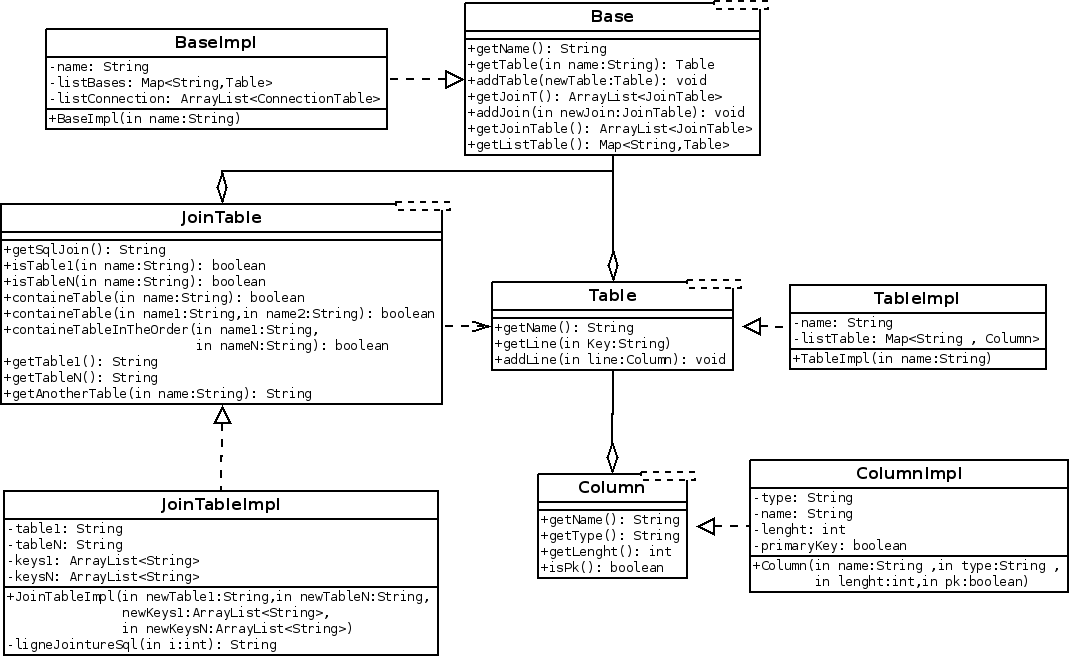 BaseImpl
-name: String
-listBases: Map<String,Table>
-listConnection: ArrayList<ConnectionTable>
+BaseImpl(in name:String)
Base
+getName(): String
+getTable(in name:String): Table
+addTable(newTable:Table): void
+getJoinT(): ArrayList<JoinTable>
+addJoin(in newJoin:JoinTable): void
+getJoinTable(): ArrayList<JoinTable>
+getListTable(): Map<String,Table>
JoinTable
+getSqlJoin(): String
+isTable1(in name:String): boolean
+isTableN(in name:String): boolean
+containeTable(in name:String): boolean
+containeTable(in name1:String,in name2:String): boolean
+containeTableInTheOrder(in name1:String,
in nameN:String): boolean
+getTable1(): String
+getTableN(): String
+getAnotherTable(in name:String): String
Table
+getName(): String
+getLine(in Key:String)
+addLine(in line:Column): void
TableImpl
-name: String
-listTable: Map<String , Column>
+TableImpl(in name:String)
JoinTableImpl
-table1: String
-tableN: String
-keys1: ArrayList<String>
-keysN: ArrayList<String>
+JoinTableImpl(in newTable1:String,in newTableN:String,
newKeys1:ArrayList<String>,
in newKeysN:ArrayList<String>)
-ligneJointureSql(in i:int): String
Column
+getName(): String
+getType(): String
+getLenght(): int
+isPk(): boolean
ColumnImpl
-type: String
-name: String
-lenght: int
-primaryKey: boolean
+Column(in name:String ,in type:String ,
in lenght:int,in pk:boolean)